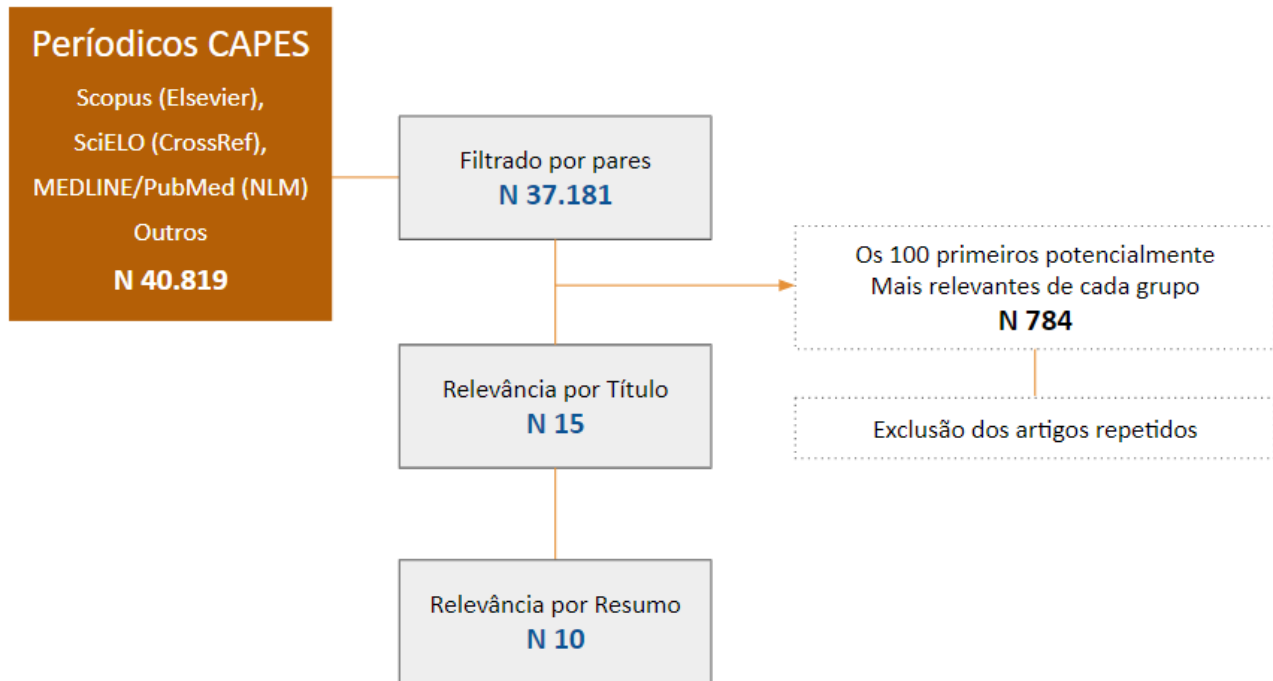 Períodicos CAPES
Scopus (Elsevier),
SciELO (CrossRef),
MEDLINE/PubMed (NLM)
Outros
N 40.819
Filtrado por pares
N 37.181
Os 100 primeiros potencialmente
Mais relevantes de cada grupo
N 784
Exclusão dos artigos repetidos
Relevância por Título
N 15
Relevância por Resumo
N 10